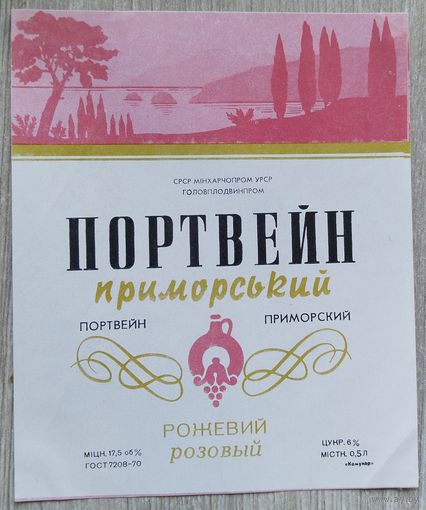 СРСР МІНХАРЧОПРОМ УРСР
ГОЛОВПЛОДВИНПРОМ
ПОРТВЕЙН
приморський
ПОРТВЕЙН ПРИМОРСКИЙ
РОЖЕВИЙ
розовый
МІЦН. 17,5 об% ЦУКР. 6%
ГОСТ 7208-70 МІСТН. 0,5 Л
«Комунар»